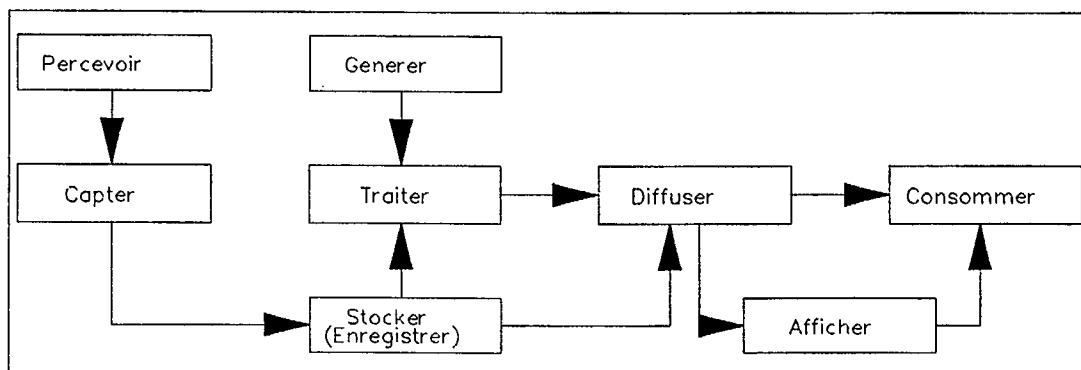 Percevoir
Generer
Capter
Traiter
Diffuser
Consommer
Stocker
(Enregistrer)
Afficher